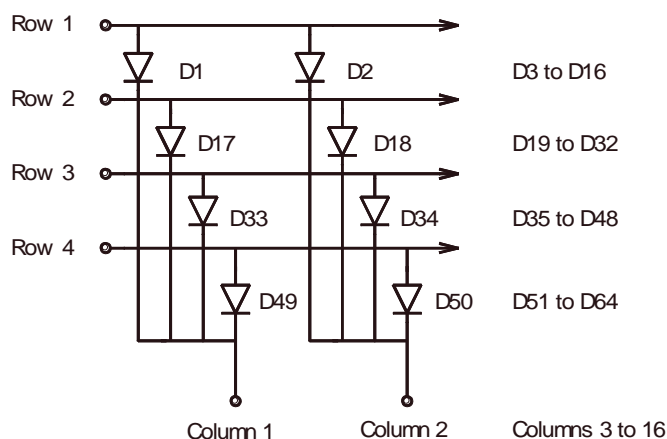 Row 1
D1 D2 D3 to D16
Row 2
D17 D18 D19 to D32
Row 3
D33 D34 D35 to D48
Row 4
D49 D50 D51 to D64
Column 1 Column 2 Columns 3 to 16